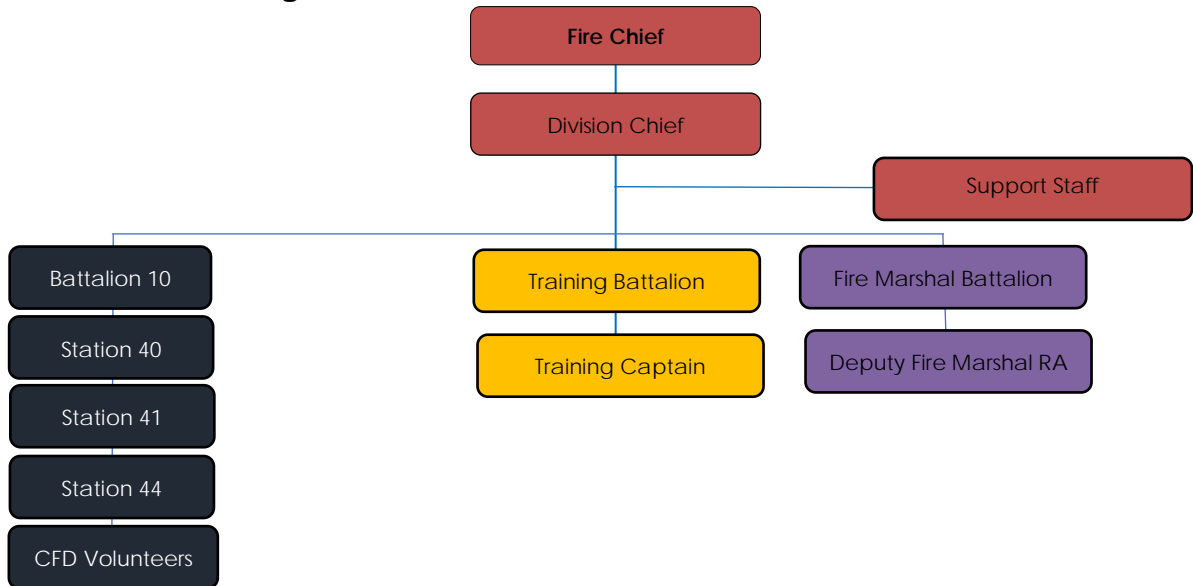 Fire Chief
Division Chief
Support Staff
Battalion 10
Training Battalion
Fire Marshal Battalion
Station 40
Training Captain
Deputy Fire Marshal RA
Station 41
Station 44
CFD Volunteers